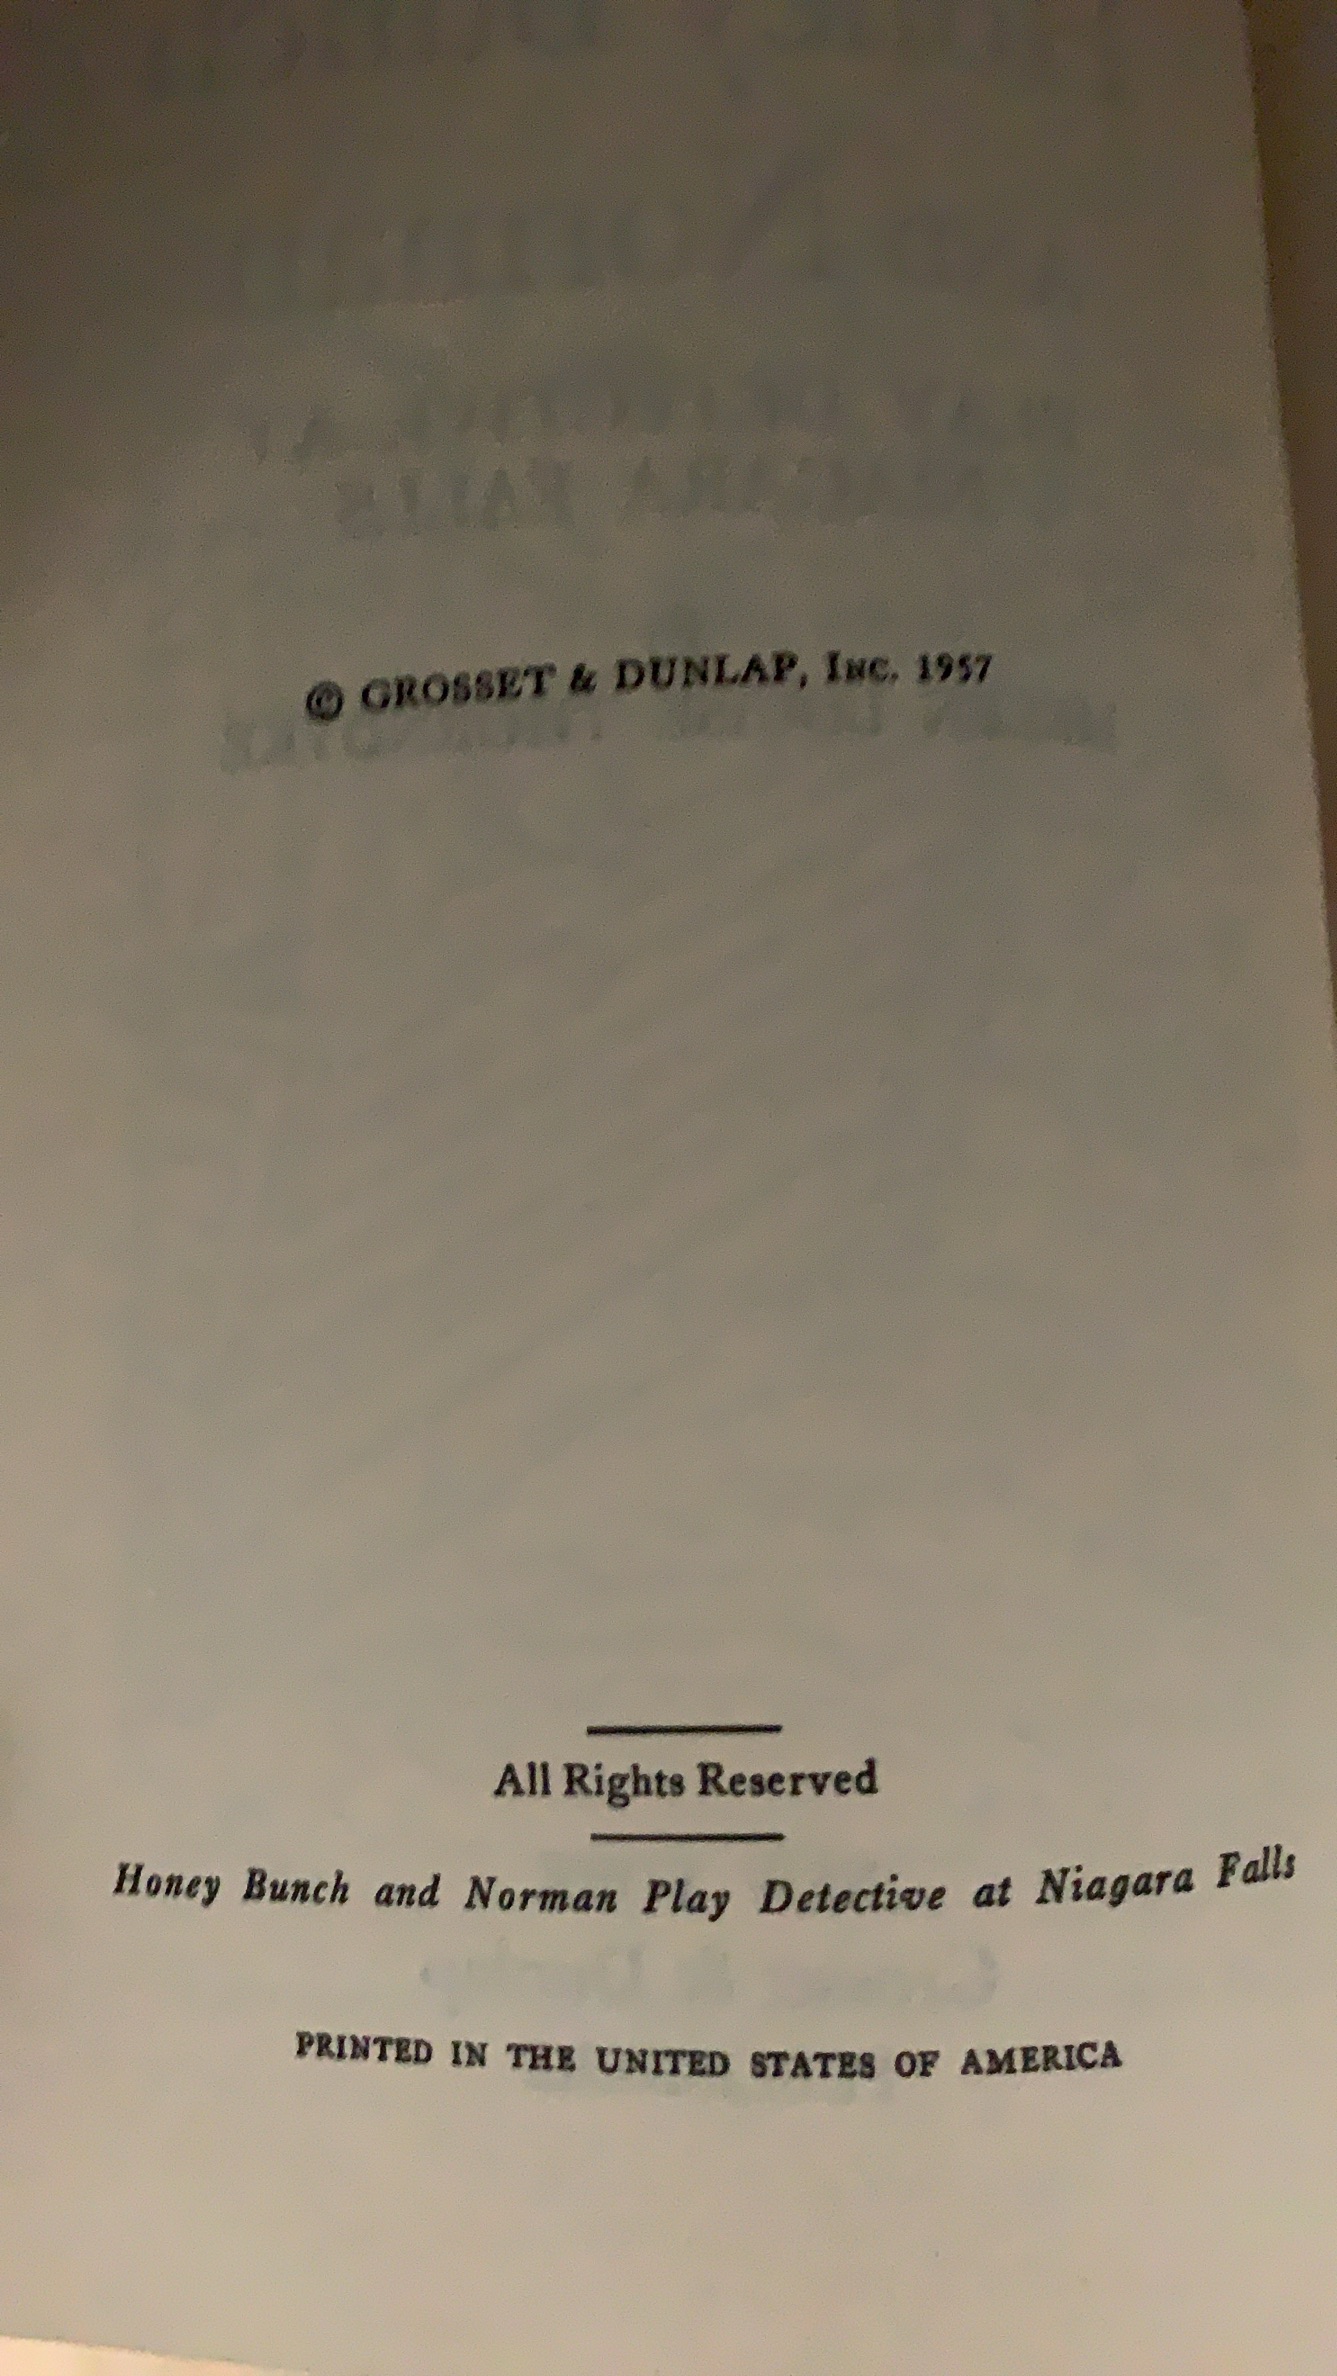 © GROSSET & DUNLAP, INC. 1957
All Rights Reserved
Honey Bunch and Norman Play Detective at Niagara Falls
PRINTED IN THE UNITED STATES OF AMERICA